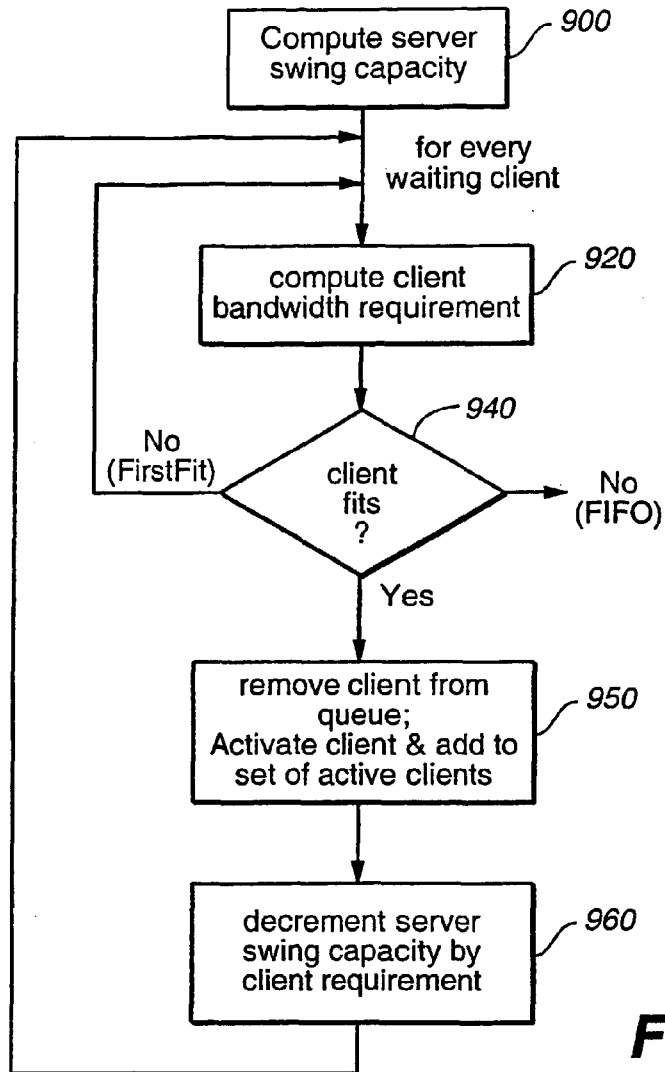 Compute server
swing capacity
900
for every
waiting client
compute client
bandwidth requirement
920
940
No
(FirstFit)
client
fits
?
No
(FIFO)
Yes
remove client from
queue;
Activate client & add to
set of active clients
950
decrement server
swing capacity by
client requirement
960
F